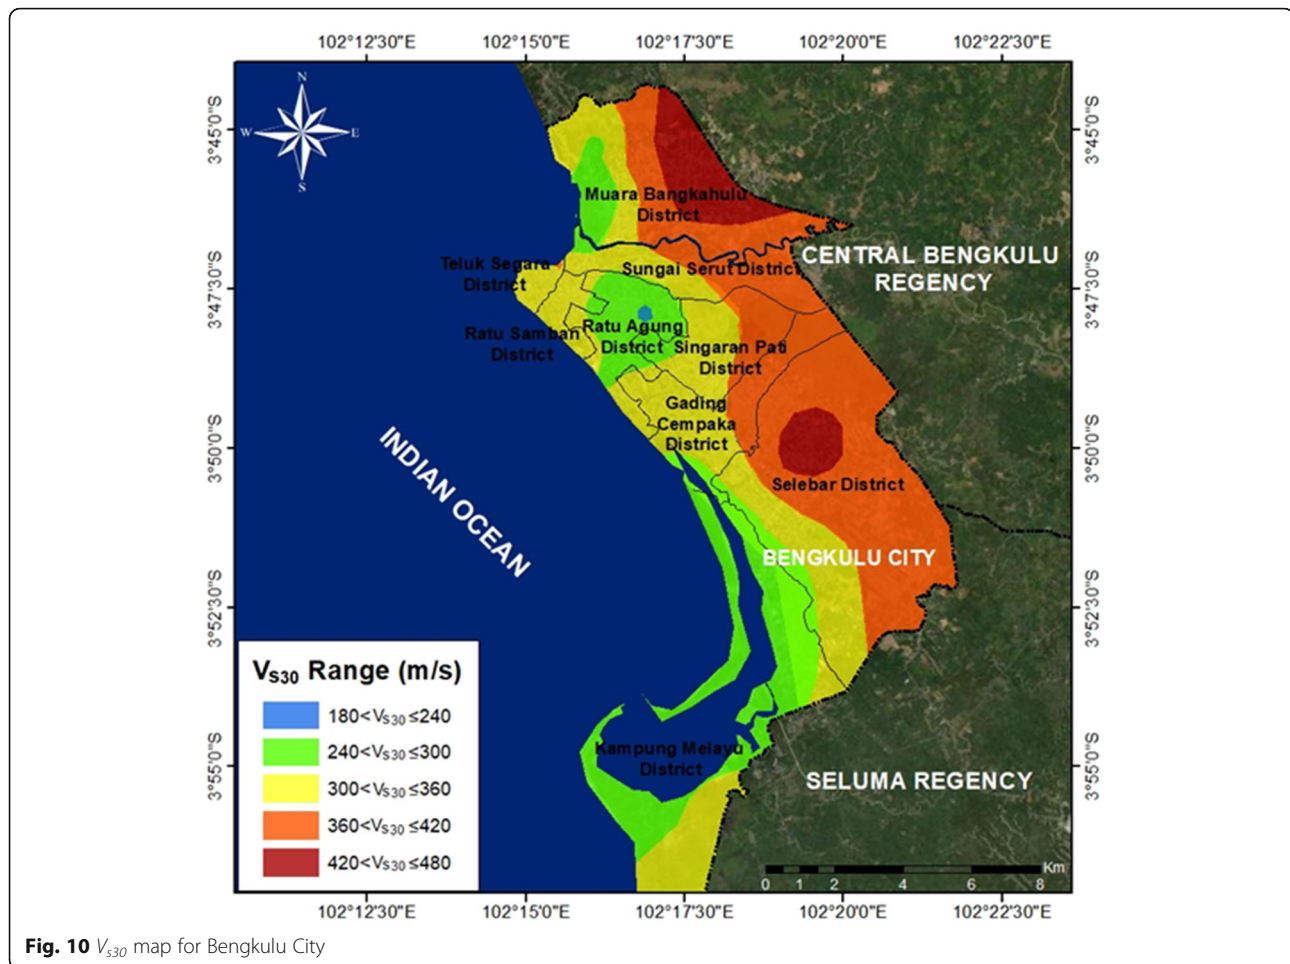 102°12'30"E 102°15'0"E 102°17'30"E 102°20'0"E 102°22'30"E
N
W E
S
3°45'0"S 3°45'0"S
Muara Bangkahulu
District
CENTRAL BENGKULU
REGENCY
Teluk Segara
District
Sungai Serut District
3°47'30"S 3°47'30"S
Ratu Samban
District
Ratu Agung
District
Singaran Pati
District
Gading
Cempaka
District
3°50'0"S 3°50'0"S
INDIAN OCEAN
Selebar District
BENGKULU CITY
3°52'30"S 3°52'30"S
VS30 Range (m/s)
180<VS30 ≤240
240<VS30 ≤300
300<VS30 ≤360
360<VS30 ≤420
420<VS30 ≤480
Kampung Melayu
District
3°55'0"S 3°55'0"S
SELUMA REGENCY
Km
0 1 2 4 6 8
102°12'30"E 102°15'0"E 102°17'30"E 102°20'0"E 102°22'30"E
Fig. 10 Vs30 map for Bengkulu City